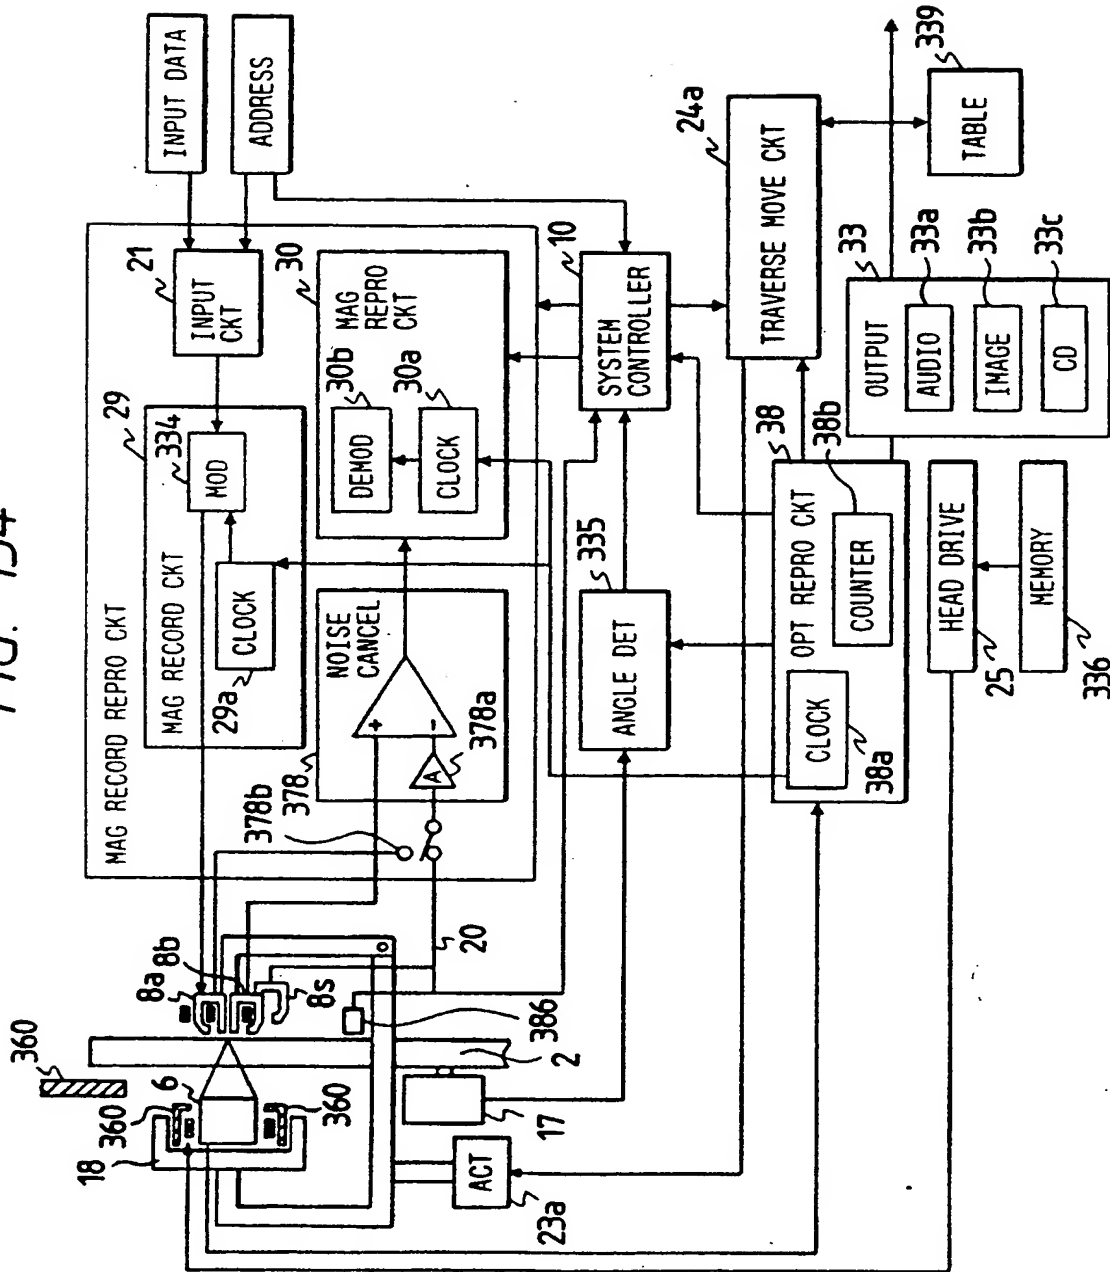 FIG.
INPUT DATA
ADDRESS
MAG RECORD REPRO CKT
21
INPUT
CKT
29
334
MOD
MAG RECORD CKT
CLOCK
29a
30
MAG
REPRO
CKT
30b
DEMOD
30a
CLOCK
NOISE
CANCEL
+
-
A
378
378a
378b
360
18
360
6
360
8a
8b
8s
20
386
2
17
ACT
23a
10
SYSTEM
CONTROLLER
335
ANGLE DET
24a
TRAVERSE MOVE CKT
339
TABLE
38
OPT REPRO CKT
38b
COUNTER
CLOCK
38a
33
OUTPUT
33a
AUDIO
33b
IMAGE
33c
CD
HEAD DRIVE
25
MEMORY
336